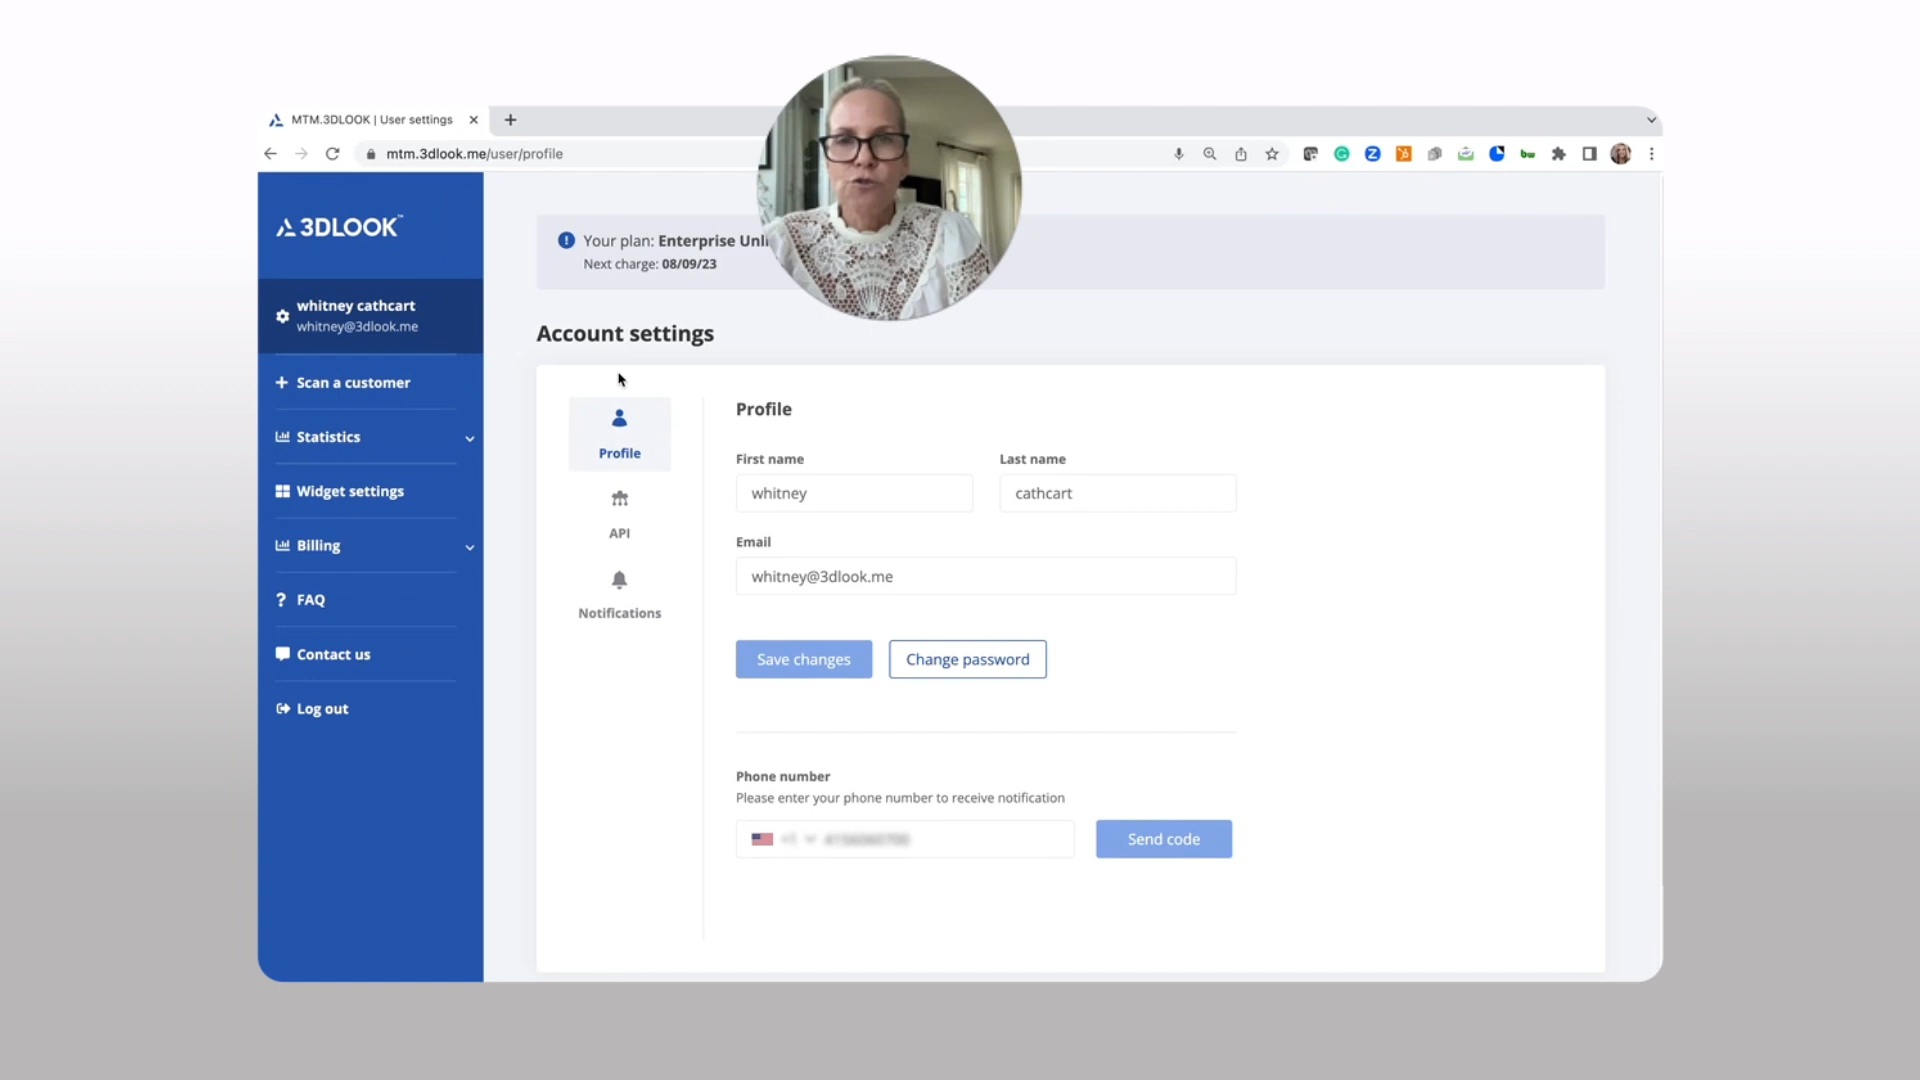 MTM.3DLOOK | User settings
mtm.3dlook.me/user/profile
bw
3DLOOK™
Your plan: Enterprise
Next charge: 08/09/23
whitney cathcart
whitney@3dlook.me
Account settings
Scan a customer
Statistics
Widget settings
Billing
? FAQ
Contact us
Log out
Profile
API
Notifications
Profile
First name
Last name
whitney
cathcart
Email
whitney@3dlook.me
Save changes
Change password
Phone number
Please enter your phone number to receive notification
Send code